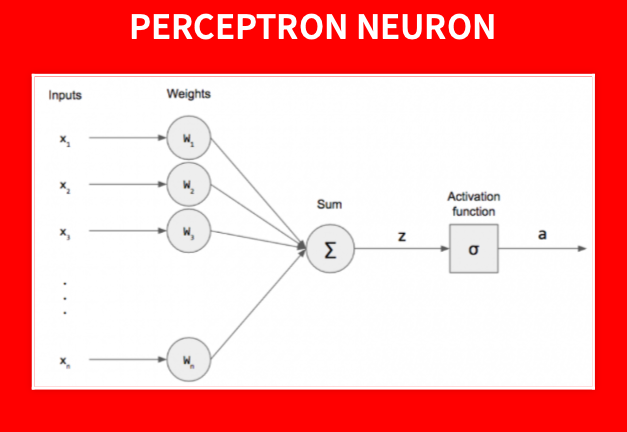 PERCEPTRON NEURON
Inputs
Weights
x₁
W₁
x₂
W₂
x₃
W₃
.
.
.
xₙ
Wₙ
Sum
Σ
z
Activation
function
σ
a